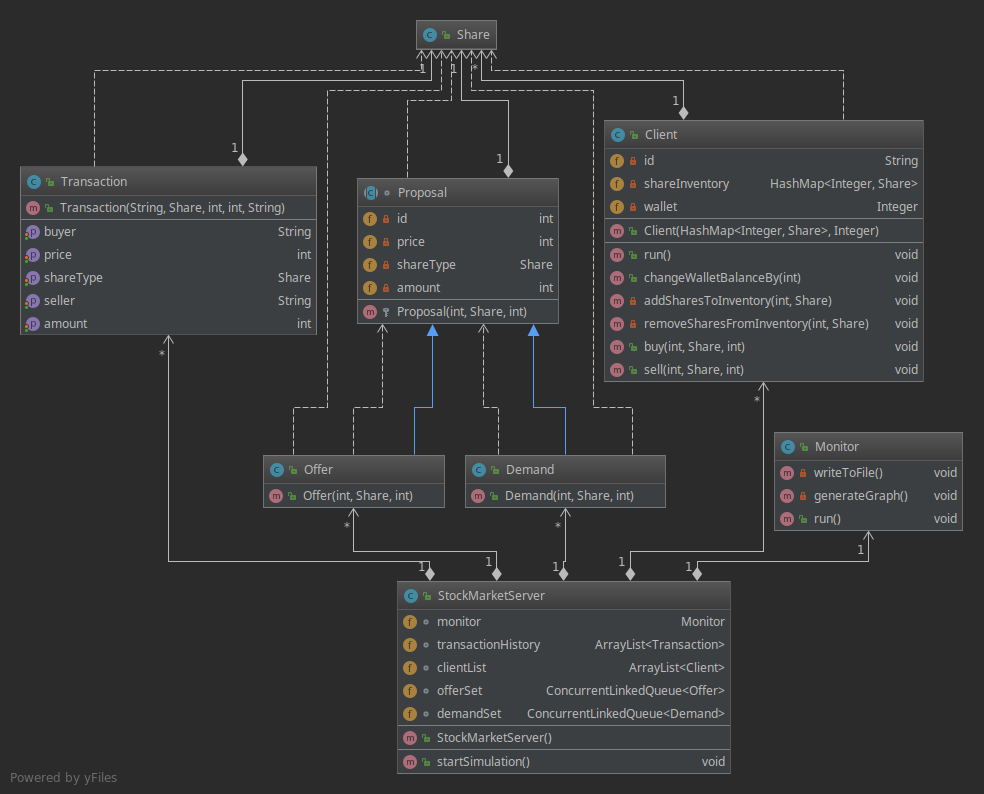 Share
1
1
*
1
1
1
Transaction
Transaction(String, Share, int, int, String)
buyer String
price int
shareType Share
seller String
amount int
Proposal
id int
price int
shareType Share
amount int
Proposal(int, Share, int)
Client
id String
shareInventory HashMap<Integer, Share>
wallet Integer
Client(HashMap<Integer, Share>, Integer)
run() void
changeWalletBalanceBy(int) void
addSharesToInventory(int, Share) void
removeSharesFromInventory(int, Share) void
buy(int, Share, int) void
sell(int, Share, int) void
*
*
Monitor
writeToFile() void
generateGraph() void
run() void
Offer
Offer(int, Share, int)
Demand
Demand(int, Share, int)
*
*
1
1
1
1
1
1
StockMarketServer
monitor Monitor
transactionHistory ArrayList<Transaction>
clientList ArrayList<Client>
offerSet ConcurrentLinkedQueue<Offer>
demandSet ConcurrentLinkedQueue<Demand>
StockMarketServer()
startSimulation() void
Powered by yFiles